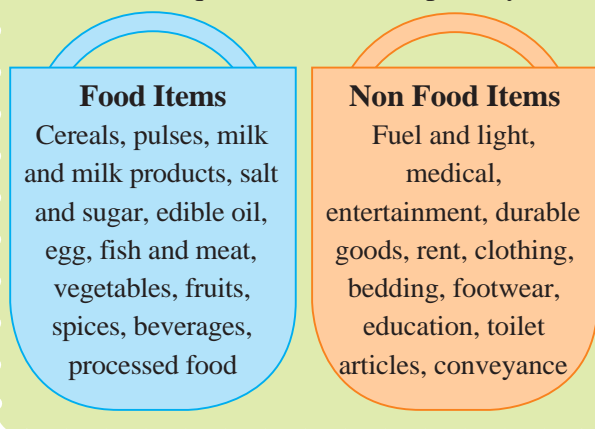 Food Items
Cereals, pulses, milk
and milk products, salt
and sugar, edible oil,
egg, fish and meat,
vegetables, fruits,
spices, beverages,
processed food
Non Food Items
Fuel and light,
medical,
entertainment, durable
goods, rent, clothing,
bedding, footwear,
education, toilet
articles, conveyance